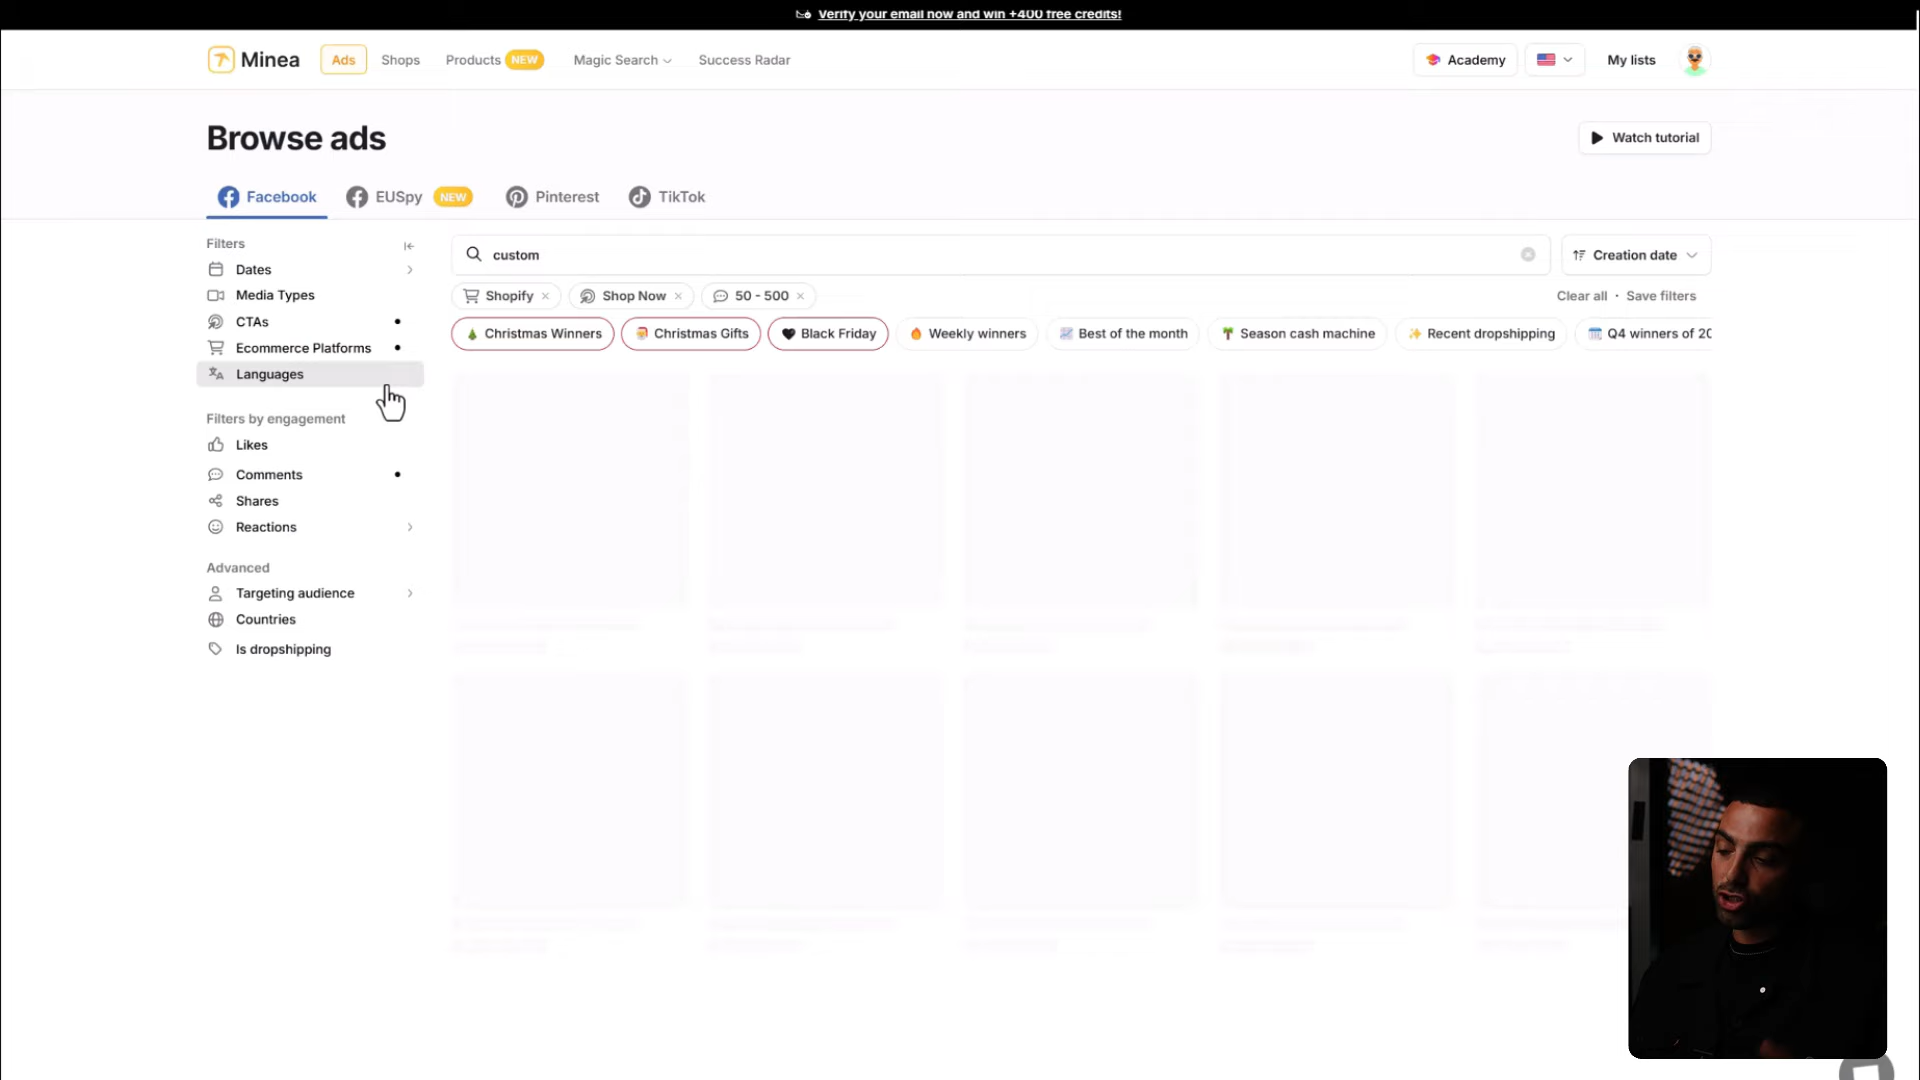 Verify your email now and win +400 free credits!
Minea
Ads
Shops
Products NEW
Magic Search
Success Radar
Academy
My lists
Browse ads
Watch tutorial
Facebook
EUSpy NEW
Pinterest
TikTok
Filters
Dates
Media Types
CTAs
Ecommerce Platforms
Languages
Filters by engagement
Likes
Comments
Shares
Reactions
Advanced
Targeting audience
Countries
Is dropshipping
custom
Creation date
Shopify
Shop Now
50 - 500
Clear all · Save filters
Christmas Winners
Christmas Gifts
Black Friday
Weekly winners
Best of the month
Season cash machine
Recent dropshipping
Q4 winners of 20